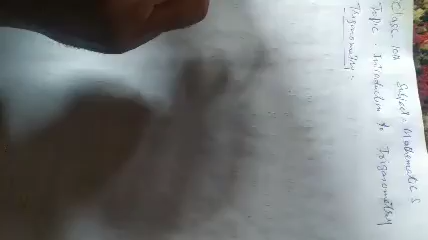 Class 10th Subject: Mathematics
Topic: Introduction to Trigonometry
Trigonometry: